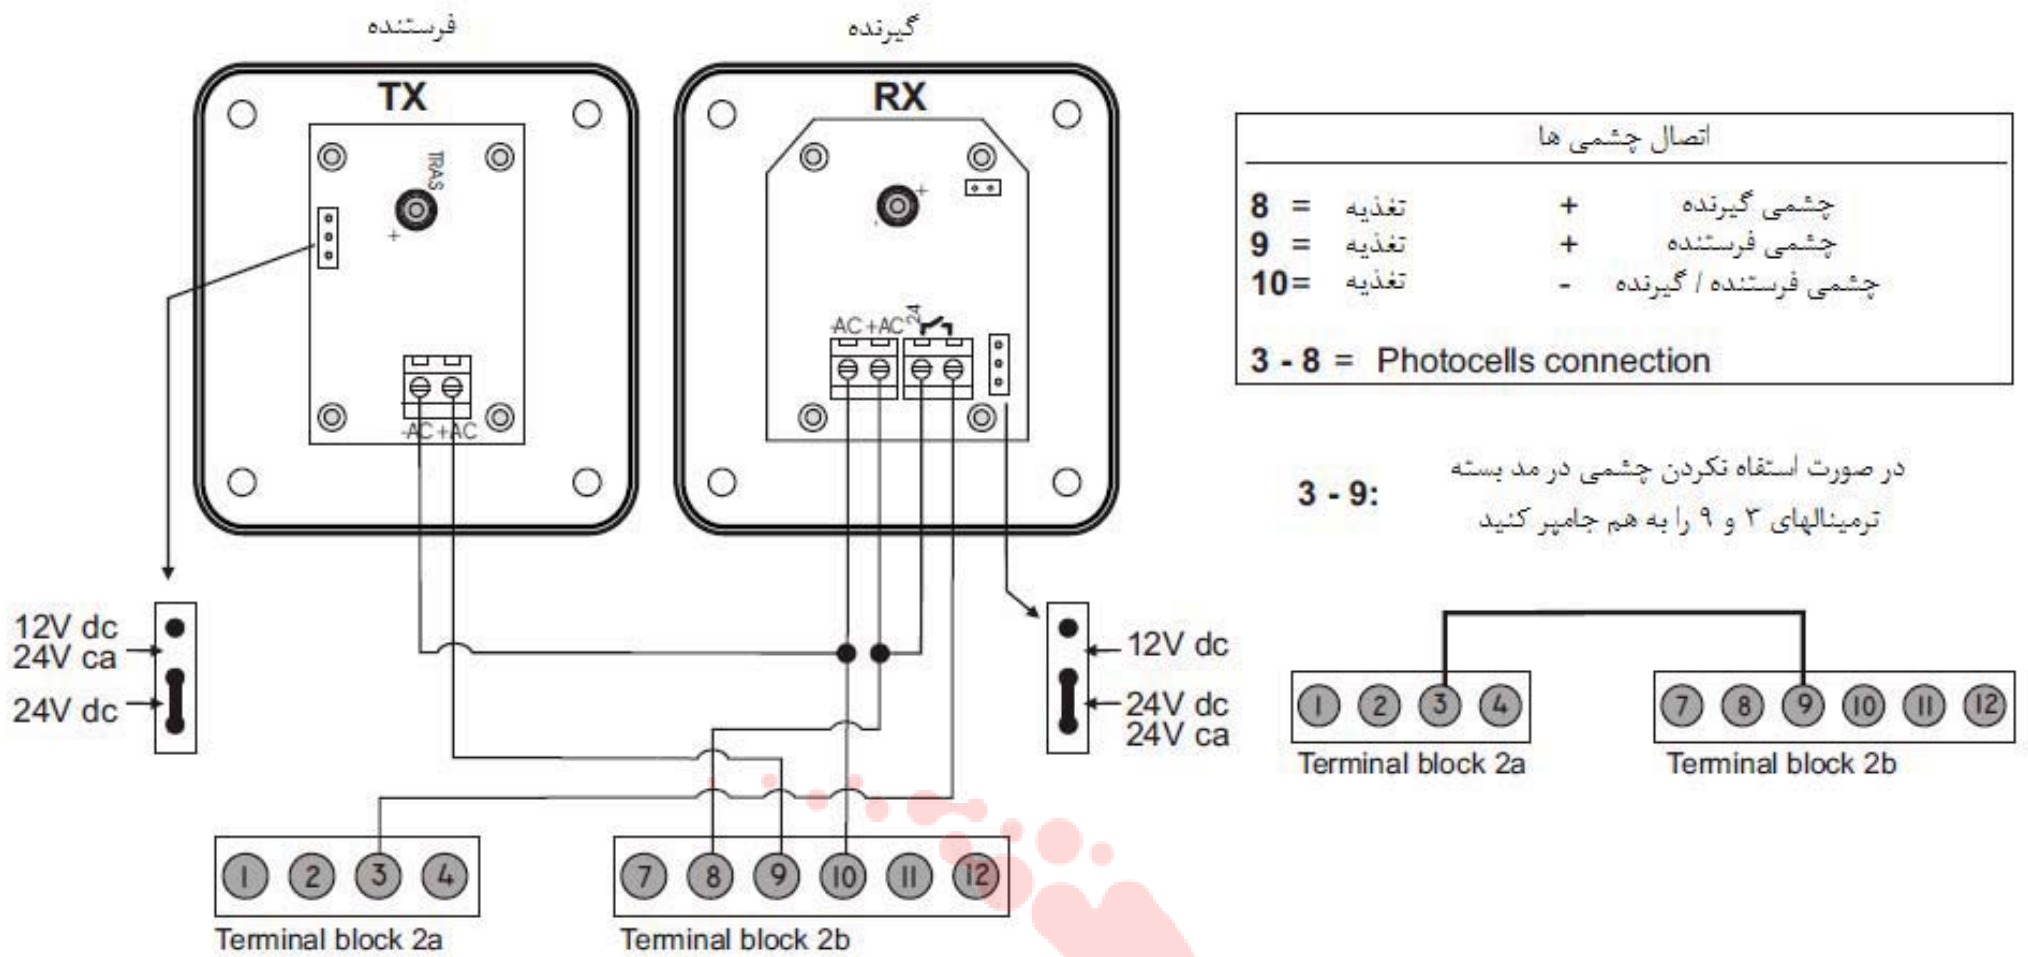 فرستنده
گیرنده
TX
TRAS
+
-AC +AC
RX
+
-
-AC +AC 24
12V dc
24V ca
24V dc
12V dc
24V dc
24V ca
1 2 3 4
Terminal block 2a
7 8 9 10 11 12
Terminal block 2b
اتصال چشمی ها
8 = تغذیه + چشمی گیرنده
9 = تغذیه + چشمی فرستنده
10= تغذیه - چشمی فرستنده / گیرنده
3 - 8 = Photocells connection
3 - 9:
در صورت استفاه نکردن چشمی در مد بسته
ترمینالهای ۳ و ۹ را به هم جامپر کنید
1 2 3 4
Terminal block 2a
7 8 9 10 11 12
Terminal block 2b